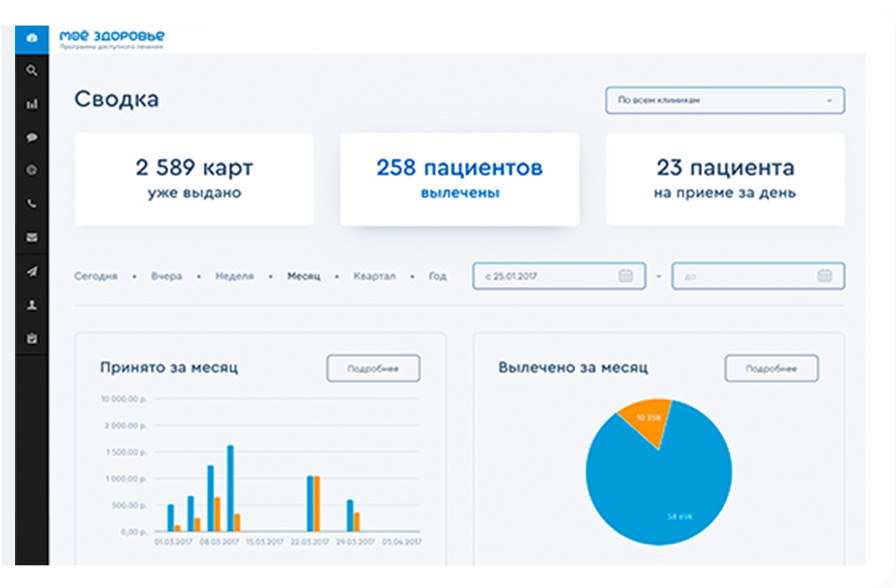 моё здоровье
Программа доступного лечения
Сводка
По всем клиникам
2 589 карт
уже выдано
258 пациентов
вылечены
23 пациента
на приеме за день
Сегодня • Вчера • Неделя • Месяц • Квартал • Год
с 25.01.2017 - до
Принято за месяц
Подробнее
10 000.00 р.
2 000.00 р.
1 500.00 р.
1 000.00 р.
500.00 р.
0,00 р.
01.03.2017 08.03.2017 15.03.2017 22.03.2017 29.03.2017 05.04.2017
Вылечено за месяц
Подробнее
10 258